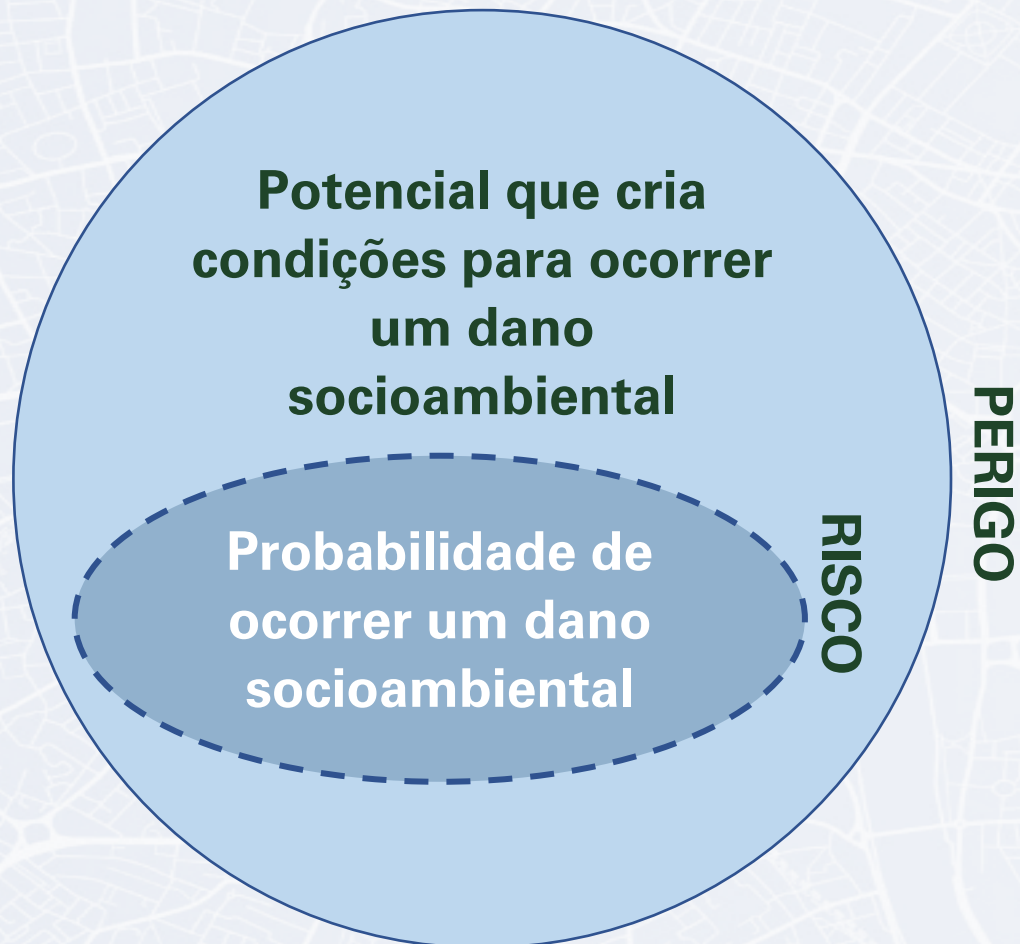 Potencial que cria
condições para ocorrer
um dano
socioambiental
PERIGO
Probabilidade de
ocorrer um dano
socioambiental
RISCO